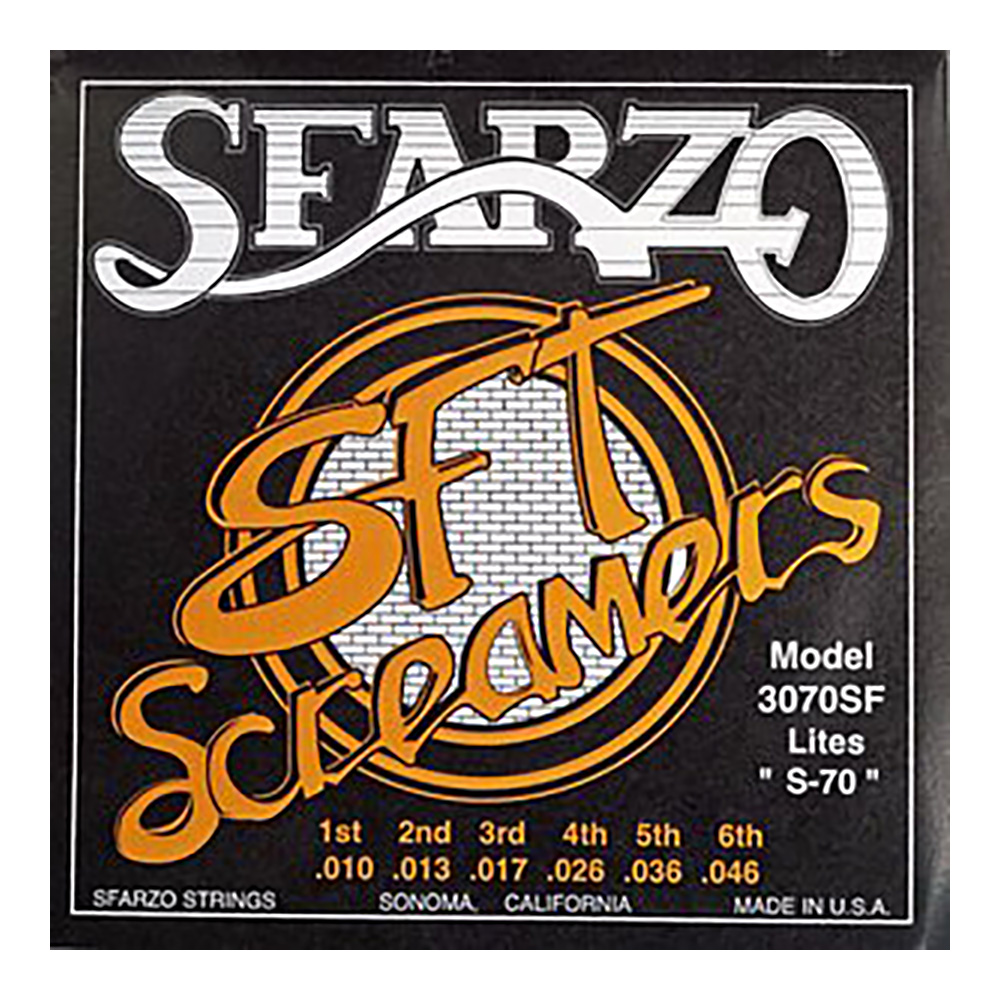 SFARZO
SFT
Screamers
Model
3070SF
Lites
" S-70 "
1st 2nd 3rd 4th 5th 6th
.010 .013 .017 .026 .036 .046
SFARZO STRINGS SONOMA, CALIFORNIA MADE IN U.S.A.